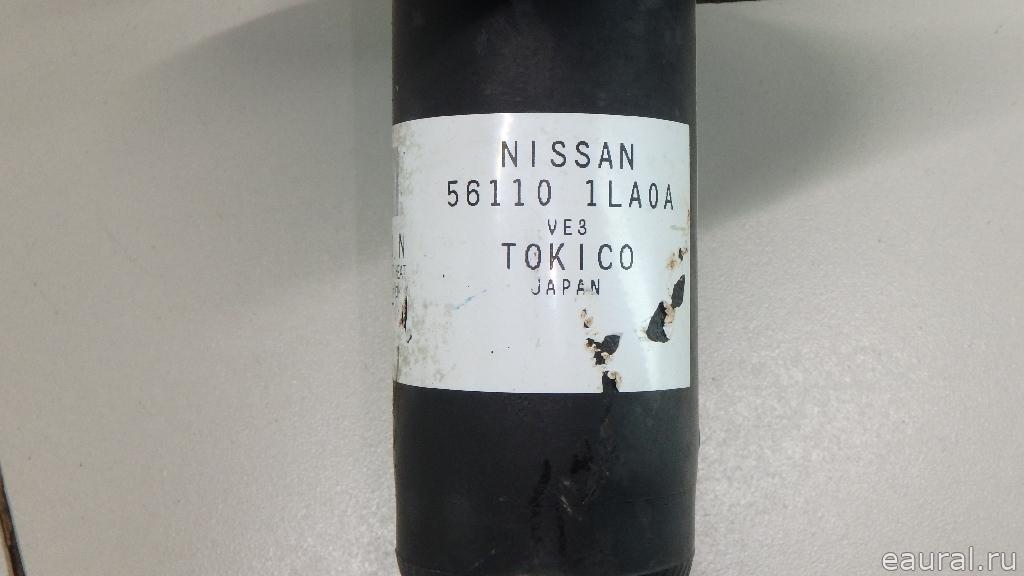 NISSAN
56110 1LA0A
VE3
TOKICO
JAPAN
eaural.ru